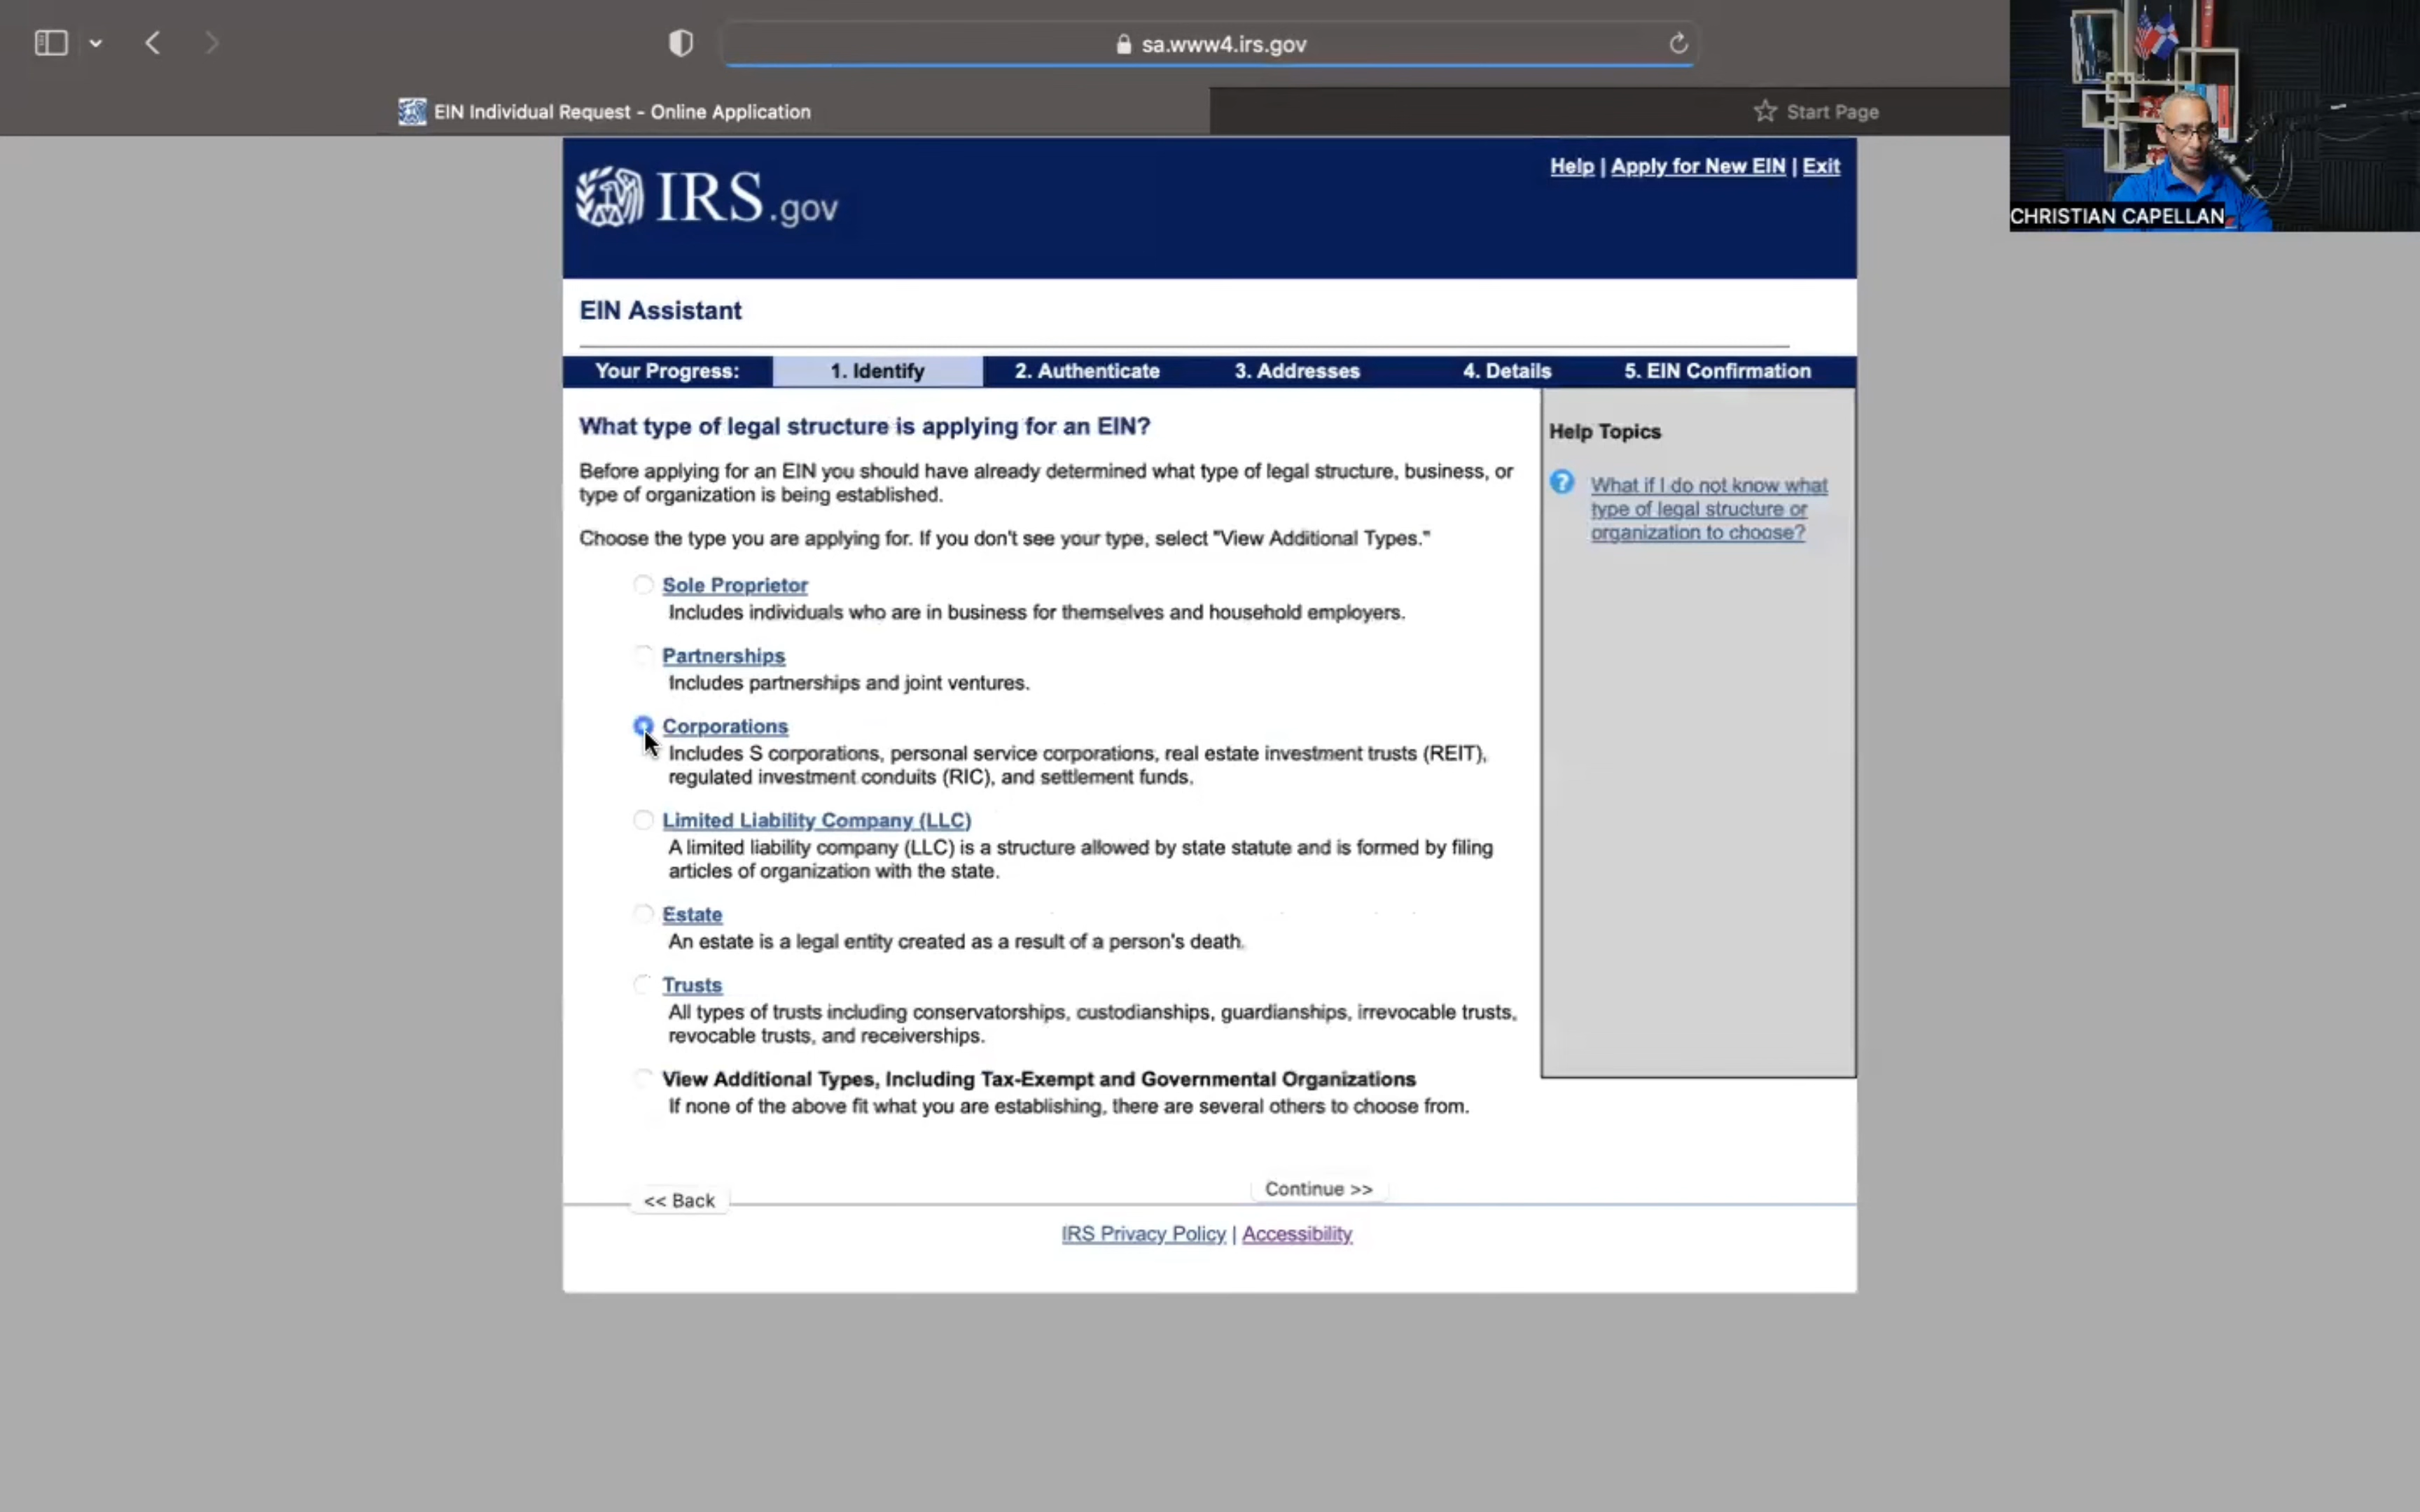 sa.www4.irs.gov
EIN Individual Request - Online Application
Start Page
CHRISTIAN CAPELLAN
IRS.gov
Help | Apply for New EIN | Exit
EIN Assistant
Your Progress: 1. Identify 2. Authenticate 3. Addresses 4. Details 5. EIN Confirmation
What type of legal structure is applying for an EIN?
Before applying for an EIN you should have already determined what type of legal structure, business, or
type of organization is being established.
Choose the type you are applying for. If you don't see your type, select "View Additional Types."
Sole Proprietor
Includes individuals who are in business for themselves and household employers.
Partnerships
Includes partnerships and joint ventures.
Corporations
Includes S corporations, personal service corporations, real estate investment trusts (REIT),
regulated investment conduits (RIC), and settlement funds.
Limited Liability Company (LLC)
A limited liability company (LLC) is a structure allowed by state statute and is formed by filing
articles of organization with the state.
Estate
An estate is a legal entity created as a result of a person's death.
Trusts
All types of trusts including conservatorships, custodianships, guardianships, irrevocable trusts,
revocable trusts, and receiverships.
View Additional Types, Including Tax-Exempt and Governmental Organizations
If none of the above fit what you are establishing, there are several others to choose from.
Help Topics
What if I do not know what
type of legal structure or
organization to choose?
<< Back
Continue >>
IRS Privacy Policy | Accessibility